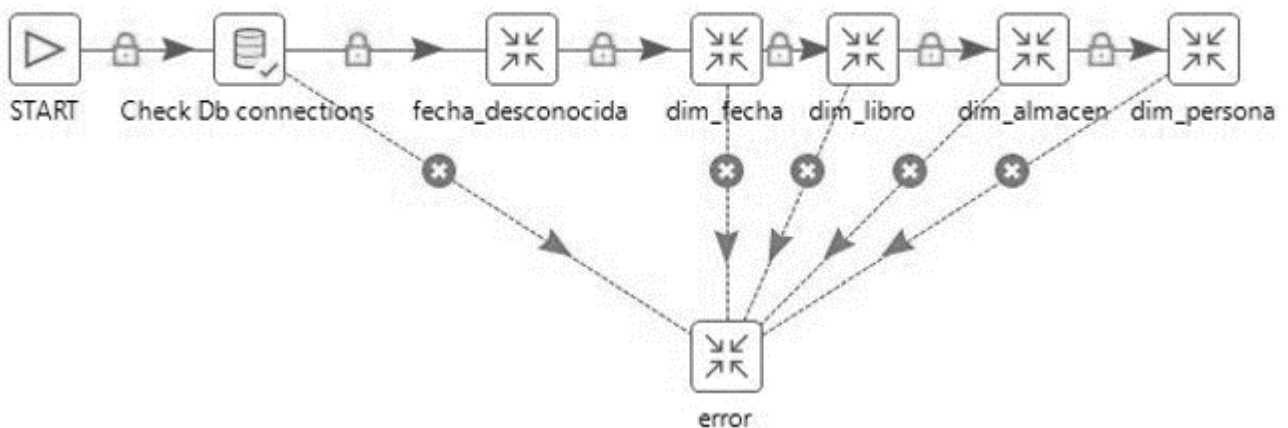 START
Check Db connections
fecha_desconocida
dim_fecha
dim_libro
dim_almacen
dim_persona
error